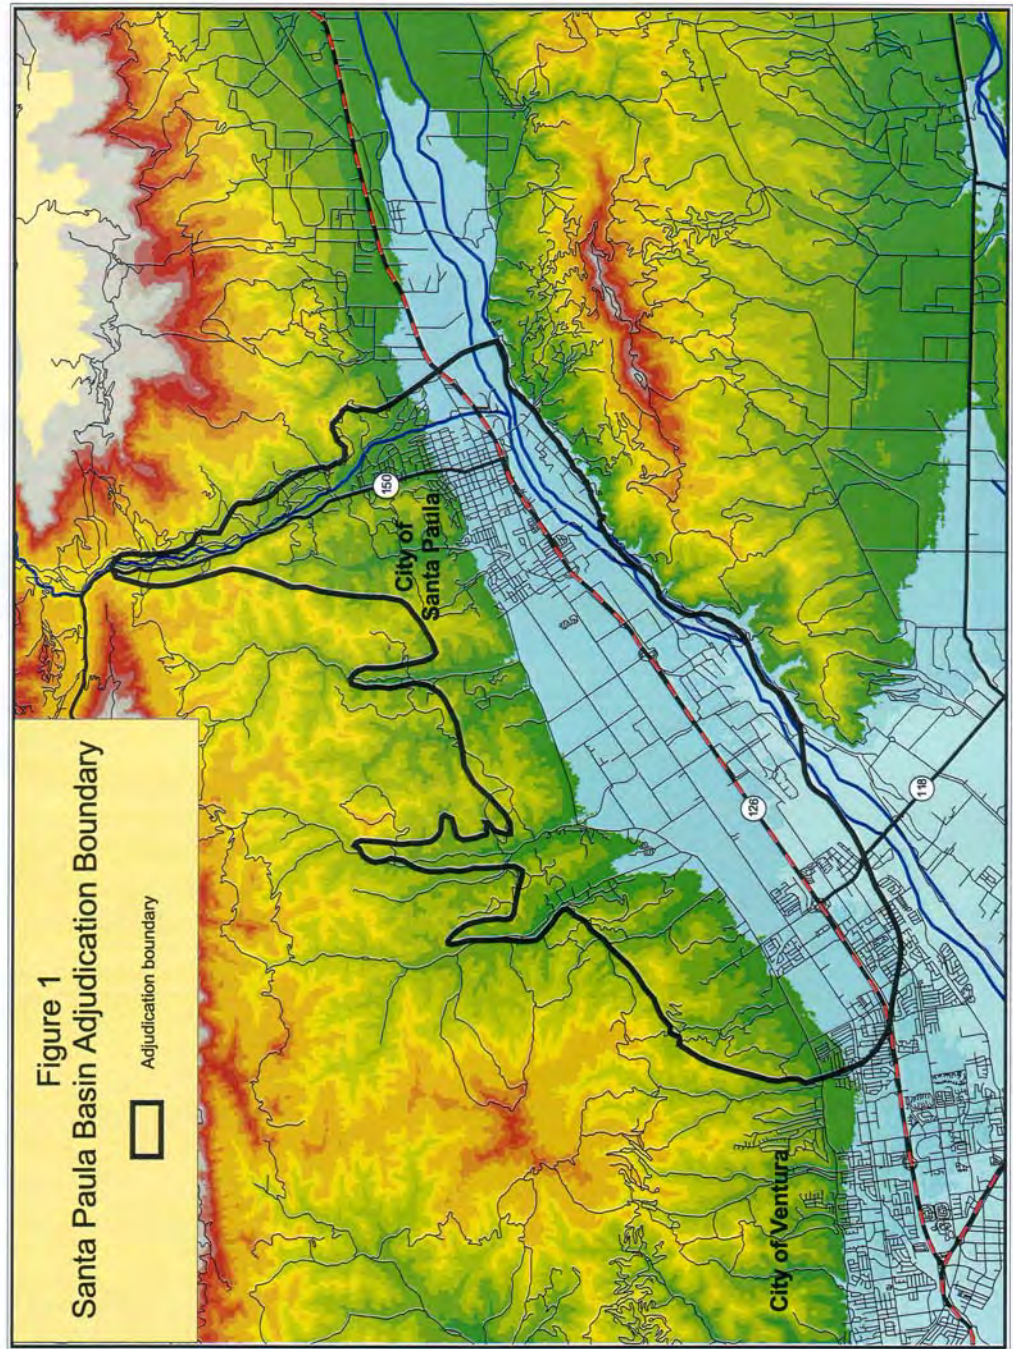 Figure 1
Santa Paula Basin Adjudication Boundary
Adjudication boundary
150
City of
Santa Paula
126
118
City of Ventura